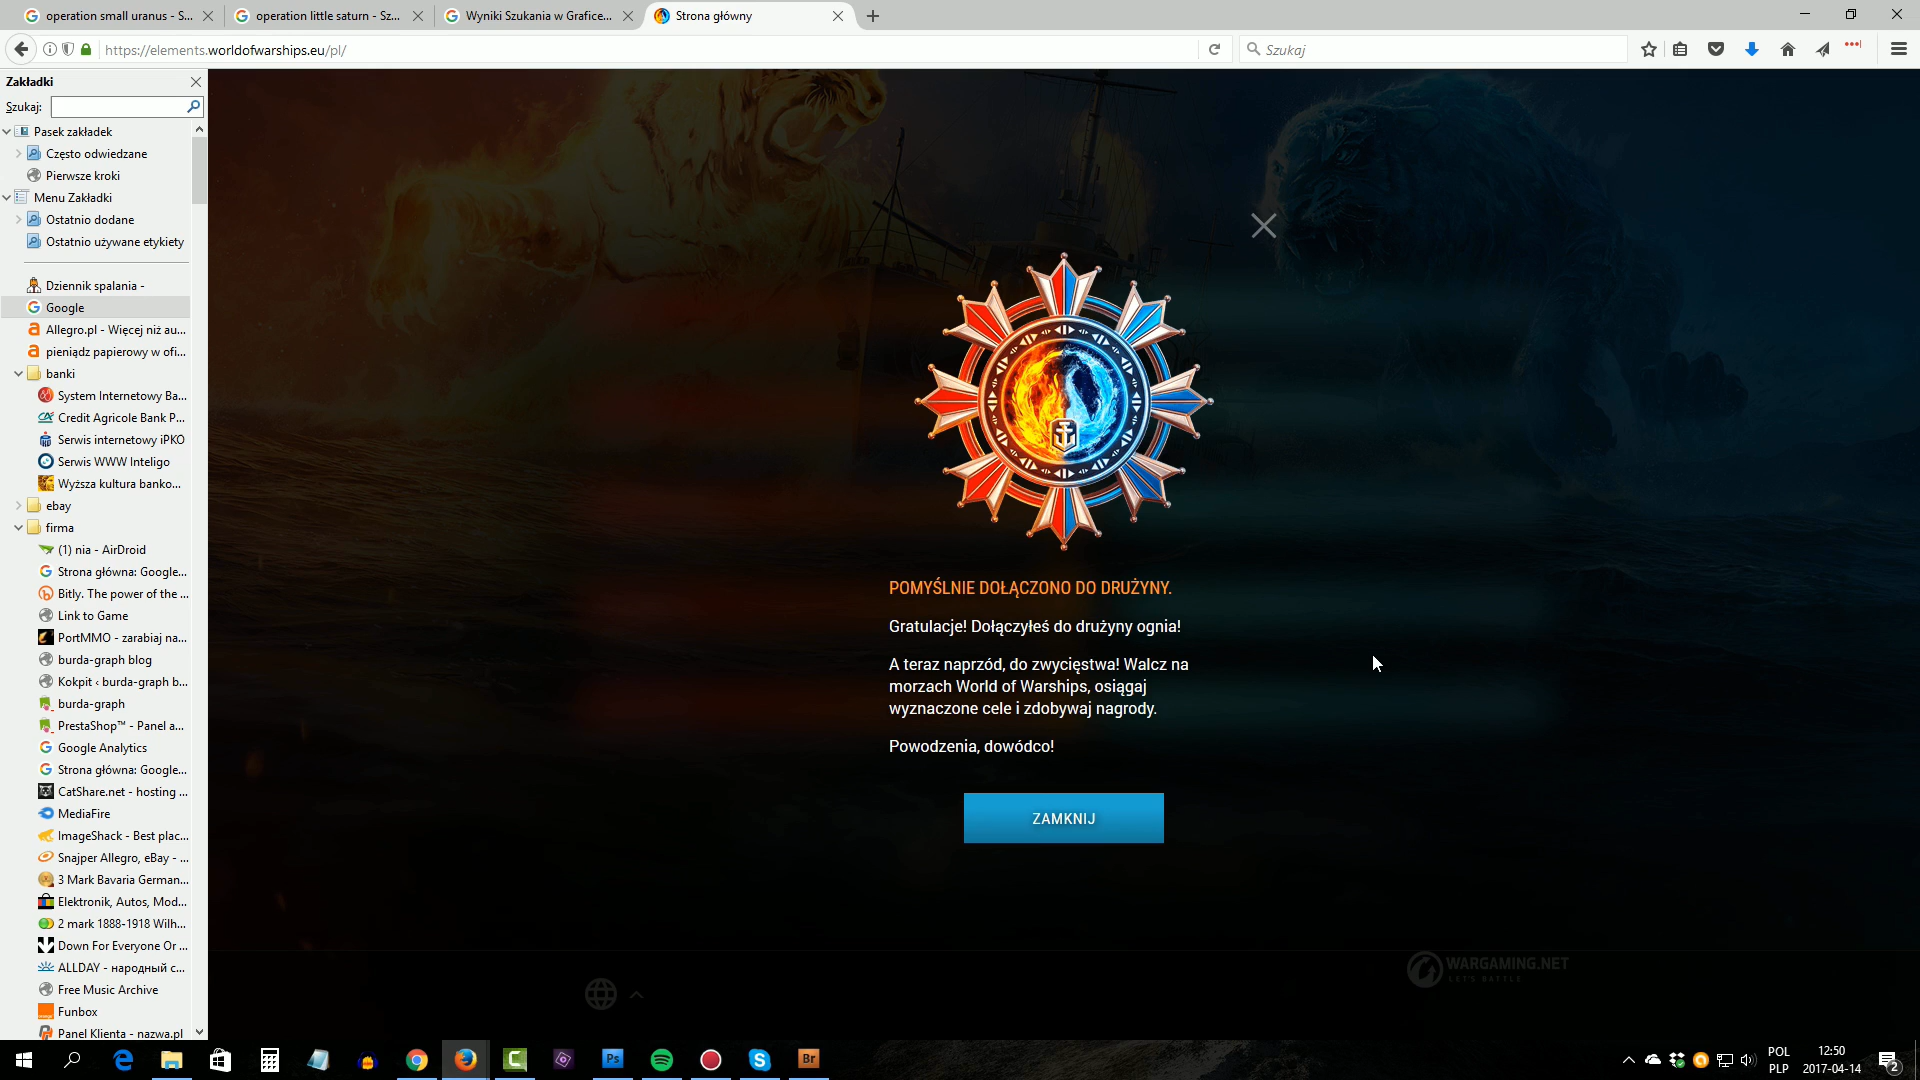 operation small uranus - S...
operation little saturn - Sz...
Wyniki Szukania w Grafice...
Strona główny
https://elements.worldofwarships.eu/pl/
Szukaj
Zakładki
Szukaj:
Pasek zakładek
Często odwiedzane
Pierwsze kroki
Menu Zakładki
Ostatnio dodane
Ostatnio używane etykiety
Dziennik spalania -
Google
Allegro.pl - Więcej niż au...
pieniądz papierowy w ofi...
banki
System Internetowy Ba...
Credit Agricole Bank P...
Serwis internetowy iPKO
Serwis WWW Inteligo
Wyższa kultura banko...
ebay
firma
(1) nia - AirDroid
Strona główna: Google...
Bitly. The power of the ...
Link to Game
PortMMO - zarabiaj na...
burda-graph blog
Kokpit ‹ burda-graph b...
burda-graph
PrestaShop™ - Panel a...
Google Analytics
Strona główna: Google...
CatShare.net - hosting ...
MediaFire
ImageShack - Best plac...
Snajper Allegro, eBay - ...
3 Mark Bavaria German...
Elektronik, Autos, Mod...
2 mark 1888-1918 Wilh...
Down For Everyone Or ...
ALLDAY - народный с...
Free Music Archive
Funbox
Panel Klienta - nazwa.pl
POMYŚLNIE DOŁĄCZONO DO DRUŻYNY.
Gratulacje! Dołączyłeś do drużyny ognia!
A teraz naprzód, do zwycięstwa! Walcz na
morzach World of Warships, osiągaj
wyznaczone cele i zdobywaj nagrody.
Powodzenia, dowódco!
ZAMKNIJ
WARGAMING.NET
LET'S BATTLE
Ps
Br
POL
PLP
12:50
2017-04-14
2